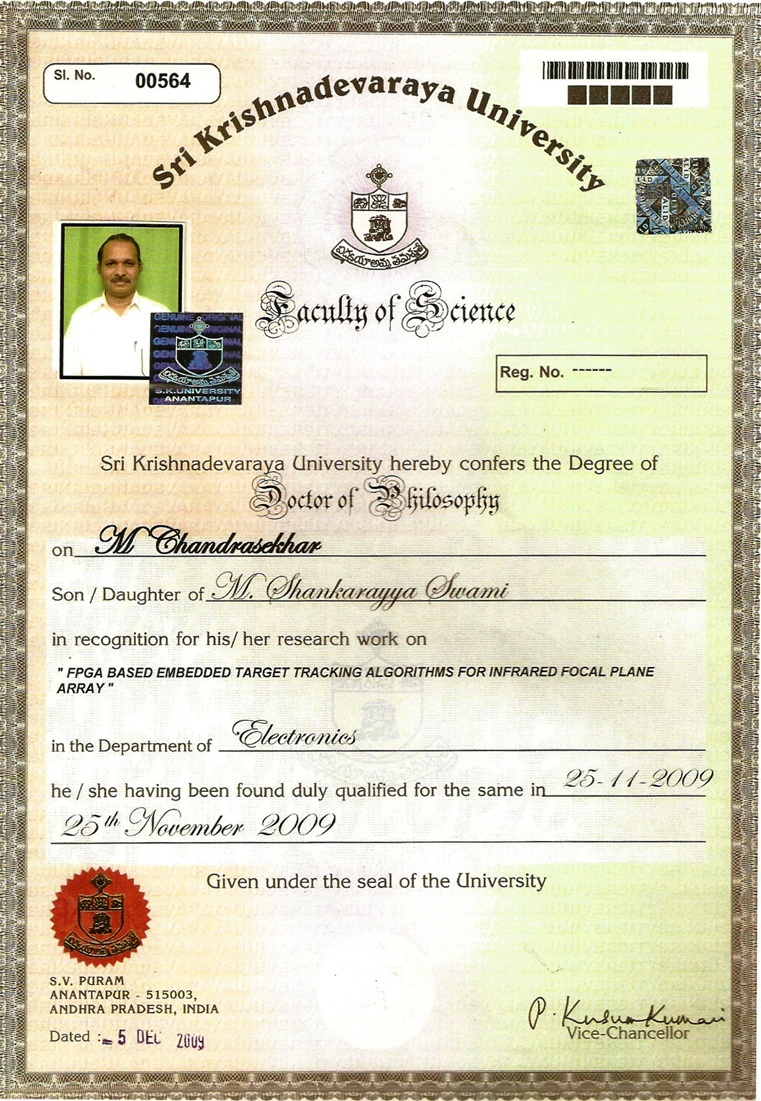 Sl. No. 00564
Sri Krishnadevaraya University
Faculty of Science
GENUINE ORIGINAL
S.K.UNIVERSITY
ANANTAPUR
Reg. No. ------
Sri Krishnadevaraya University hereby confers the Degree of
Doctor of Philosophy
on M Chandrasekhar
Son / Daughter of M. Shankarayya Swami
in recognition for his/ her research work on
" FPGA BASED EMBEDDED TARGET TRACKING ALGORITHMS FOR INFRARED FOCAL PLANE
ARRAY "
in the Department of Electronics
he / she having been found duly qualified for the same in 25-11-2009
25th November 2009
Given under the seal of the University
S.V. PURAM
ANANTAPUR - 515003,
ANDHRA PRADESH, INDIA
Dated : - 5 DEC 2009
P. Kusuma Kumari
Vice-Chancellor